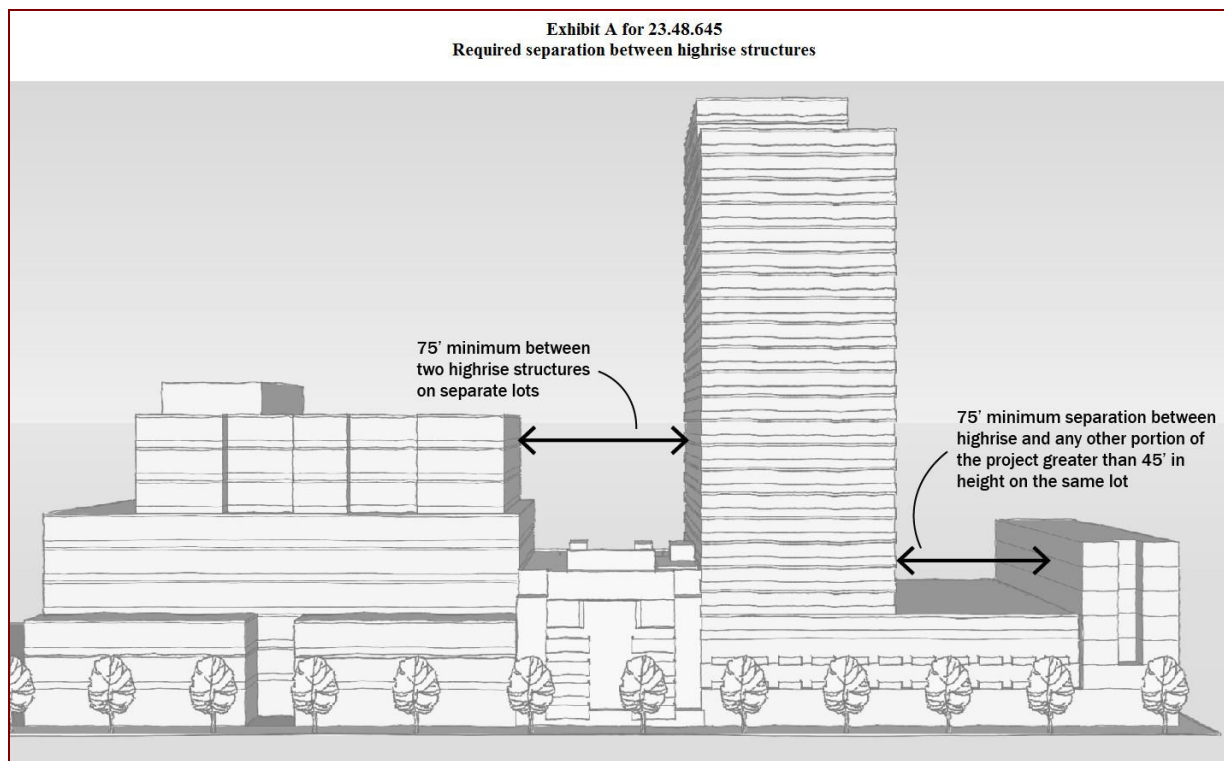 Exhibit A for 23.48.645
Required separation between highrise structures
75’ minimum between
two highrise structures
on separate lots
75’ minimum separation between
highrise and any other portion of
the project greater than 45’ in
height on the same lot